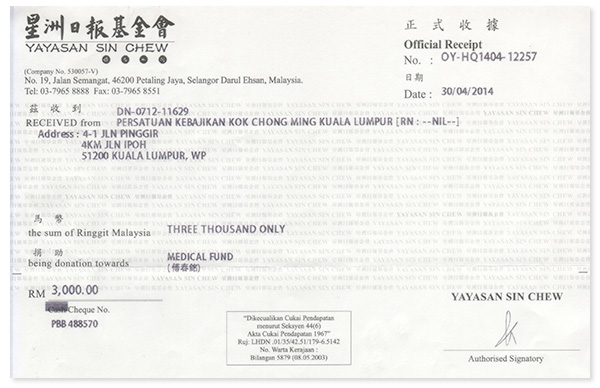 星洲日報基金會
YAYASAN SIN CHEW
(Company No. 530057-V)
No. 19, Jalan Semangat, 46200 Petaling Jaya, Selangor Darul Ehsan, Malaysia.
Tel: 03-7965 8888 Fax: 03-7965 8551
正式收據
Official Receipt
No. : OY-HQ1404-12257
日期
Date : 30/04/2014
茲收到 DN-0712-11629
RECEIVED from PERSATUAN KEBAJIKAN KOK CHONG MING KUALA LUMPUR [RN : --NIL--]
Address : 4-1 JLN PINGGIR
4KM JLN IPOH
51200 KUALA LUMPUR, WP
馬幣
the sum of Ringgit Malaysia THREE THOUSAND ONLY
捐助
being donation towards MEDICAL FUND
(傅春銘)
RM 3,000.00
Cash Cheque No.
PBB 488570
"Dikecualikan Cukai Pendapatan
menurut Seksyen 44(6)
Akta Cukai Pendapatan 1967"
Ruj: LHDN .01/35/42.51/179-6.5142
No. Warta Kerajaan :
Bilangan 5879 (08.05.2003)
YAYASAN SIN CHEW
Authorised Signatory